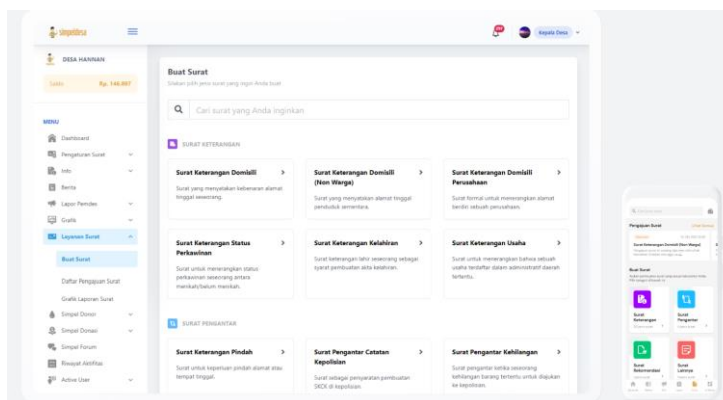 simpeldesa
Kepala Desa
DESA HANNAN
Saldo Rp. 146.897
MENU
Dashboard
Pengaturan Surat
Info
Berita
Lapor Pemdes
Grafik
Layanan Surat
Buat Surat
Daftar Pengajuan Surat
Grafik Laporan Surat
Simpel Donor
Simpel Donasi
Simpel Forum
Riwayat Aktifitas
Active User
Buat Surat
Silakan pilih jenis surat yang ingin Anda buat
Cari surat yang Anda inginkan
SURAT KETERANGAN
Surat Keterangan Domisili
Surat yang menyatakan kebenaran alamat
tinggal seseorang.
Surat Keterangan Domisili
(Non Warga)
Surat yang menyatakan alamat tinggal
penduduk sementara.
Surat Keterangan Domisili
Perusahaan
Surat formal untuk menerangkan alamat
berdiri sebuah perusahaan.
Surat Keterangan Status
Perkawinan
Surat untuk menerangkan status
perkawinan seseorang antara
menikah/belum menikah.
Surat Keterangan Kelahiran
Surat keterangan lahir seseorang sebagai
syarat pembuatan akta kelahiran.
Surat Keterangan Usaha
Surat untuk menerangkan bahwa sebuah
usaha terdaftar dalam administratif daerah
tertentu.
SURAT PENGANTAR
Surat Keterangan Pindah
Surat untuk keperluan pindah alamat atau
tempat tinggal.
Surat Pengantar Catatan
Kepolisian
Surat sebagai persyaratan pembuatan
SKCK di kepolisian.
Surat Pengantar Kehilangan
Surat pengantar ketika seseorang
kehilangan barang tertentu untuk diajukan
ke kepolisian.
Pengajuan Surat
Surat Keterangan Domisili (Non Warga)
Buat Surat
Surat
Keterangan
Surat
Pengantar
Surat
Rekomendasi
Surat
Lainnya